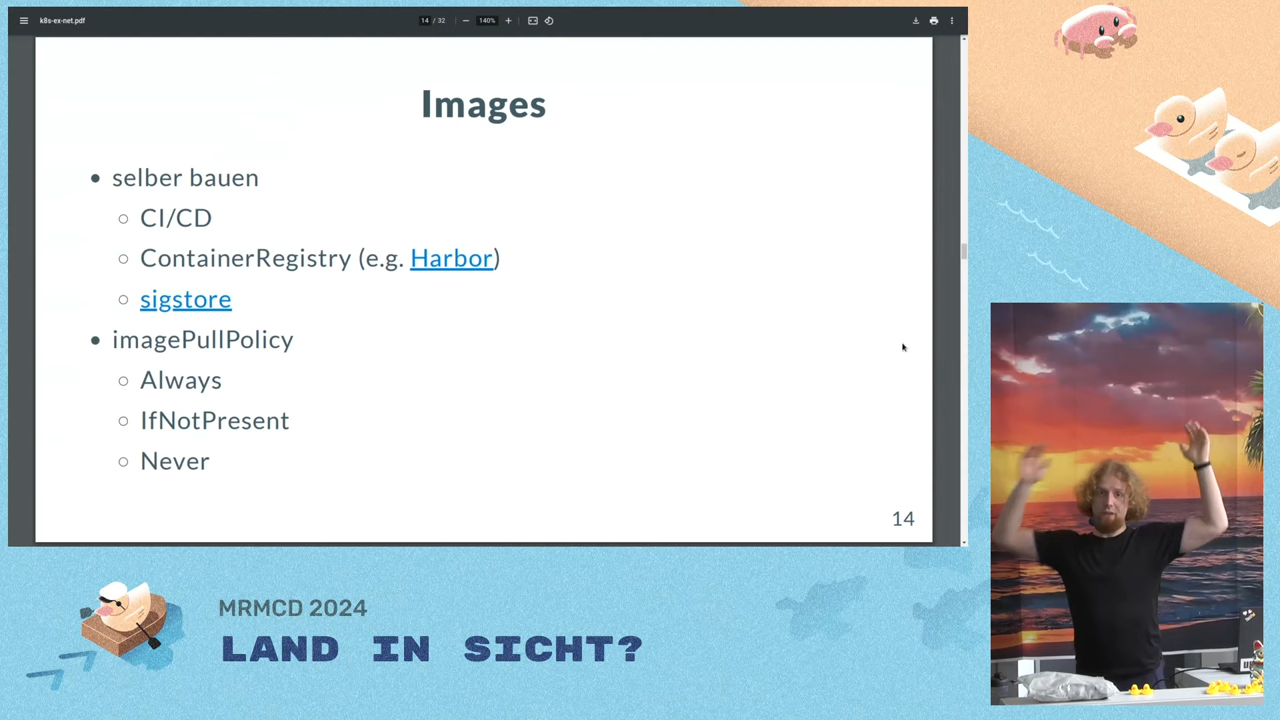 k8s-ex-net.pdf
14 / 32
140%
Images
selber bauen
CI/CD
ContainerRegistry (e.g. Harbor)
sigstore
imagePullPolicy
Always
IfNotPresent
Never
14
MRMCD 2024
LAND IN SICHT?